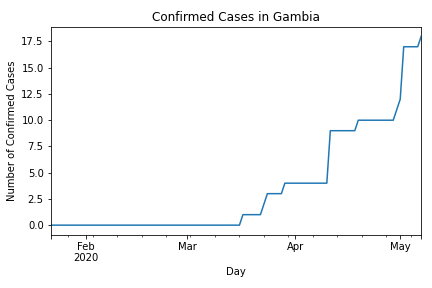 Confirmed Cases in Gambia
Number of Confirmed Cases
17.5
15.0
12.5
10.0
7.5
5.0
2.5
0.0
Feb Mar Apr May
2020
Day